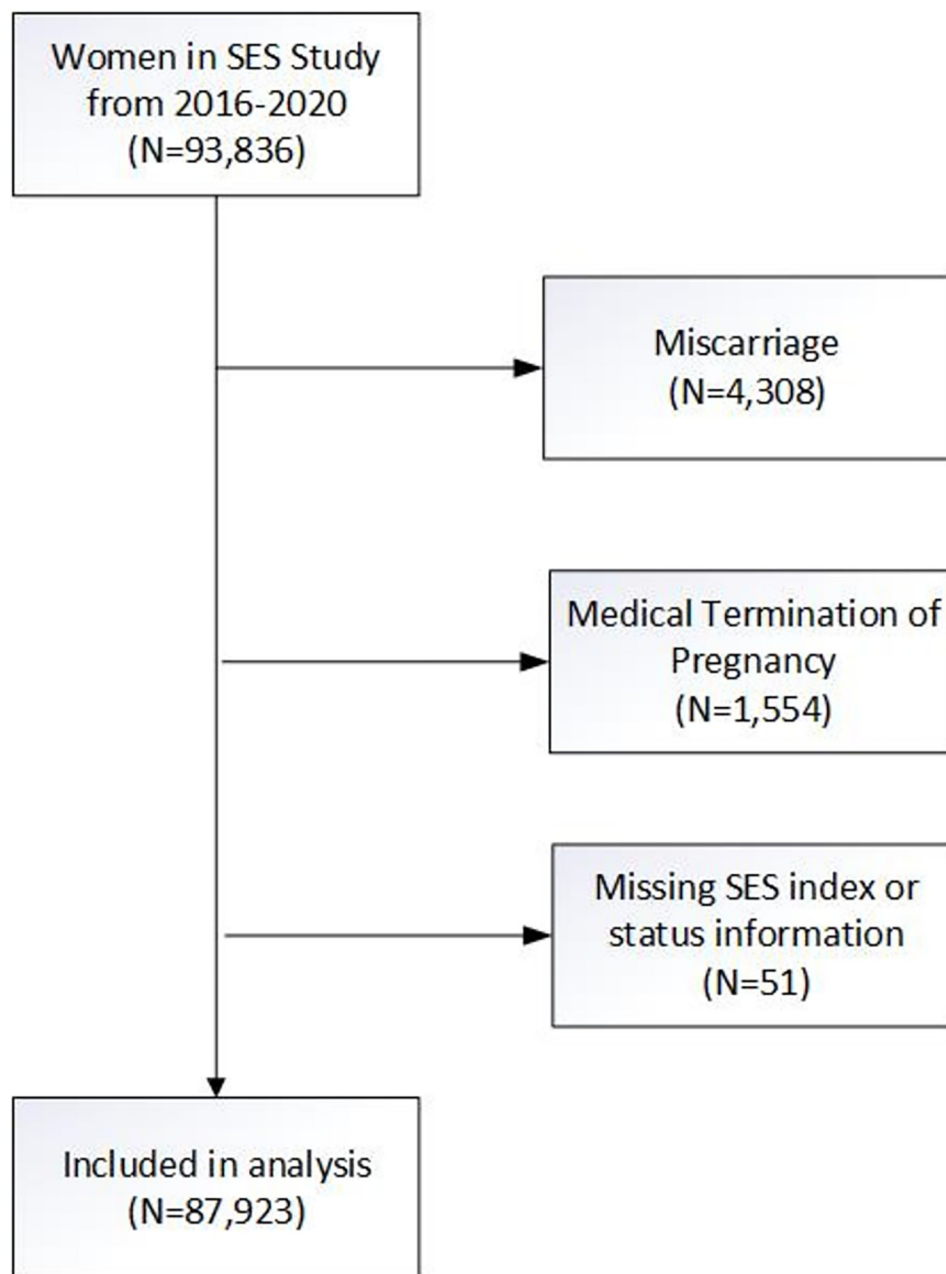 Women in SES Study
from 2016-2020
(N=93,836)
Miscarriage
(N=4,308)
Medical Termination of
Pregnancy
(N=1,554)
Missing SES index or
status information
(N=51)
Included in analysis
(N=87,923)